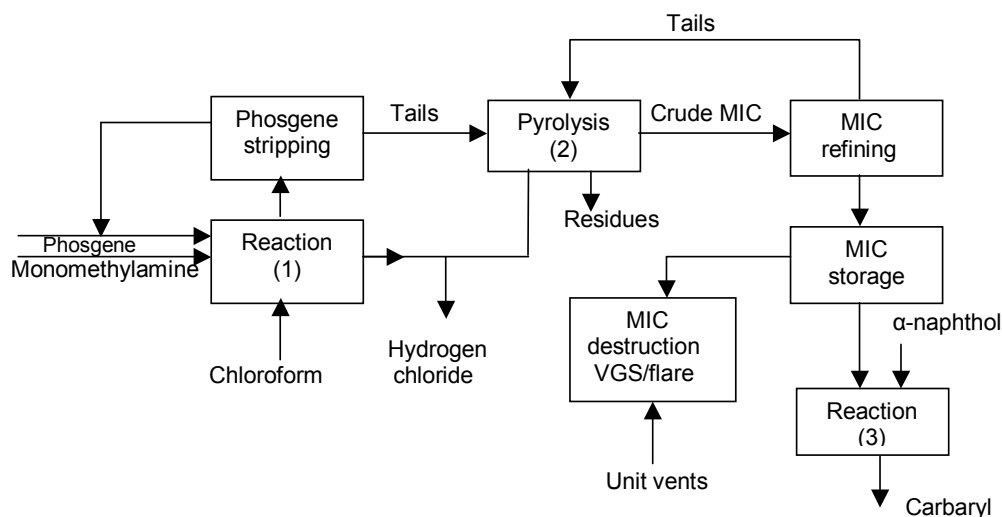 Tails
Phosgene
stripping
Tails
Pyrolysis
(2)
Crude MIC
MIC
refining
Residues
Phosgene
Monomethylamine
Reaction
(1)
MIC
storage
Chloroform
Hydrogen
chloride
MIC
destruction
VGS/flare
α-naphthol
Reaction
(3)
Unit vents
Carbaryl